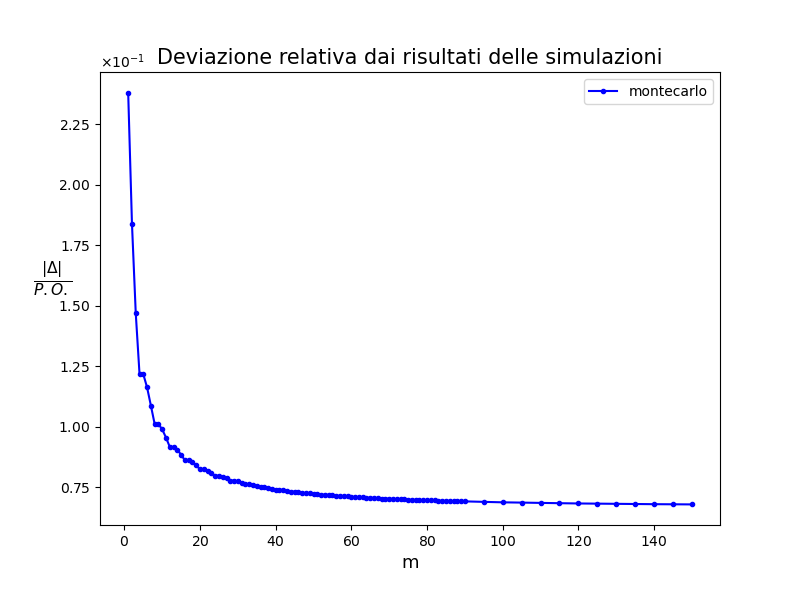 ×10⁻¹
Deviazione relativa dai risultati delle simulazioni
montecarlo
2.25
2.00
1.75
|Δ|
P.O.
1.50
1.25
1.00
0.75
0 20 40 60 80 100 120 140
m